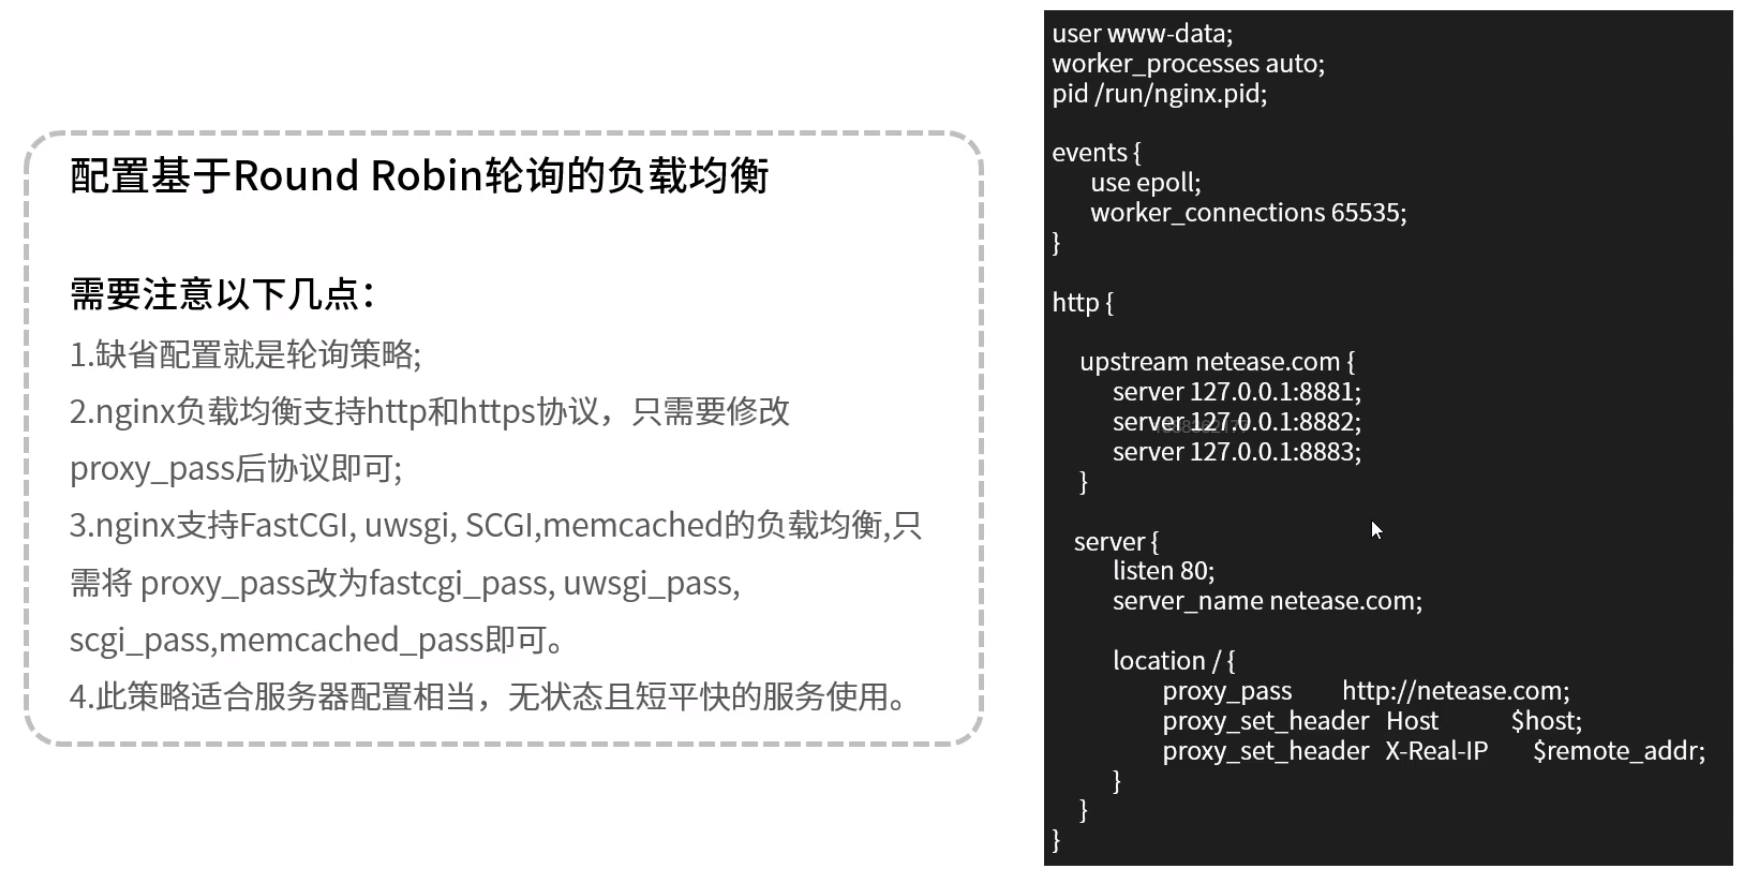 配置基于Round Robin轮询的负载均衡
需要注意以下几点：
1.缺省配置就是轮询策略;
2.nginx负载均衡支持http和https协议，只需要修改
proxy_pass后协议即可;
3.nginx支持FastCGI, uwsgi, SCGI,memcached的负载均衡,只
需将 proxy_pass改为fastcgi_pass, uwsgi_pass,
scgi_pass,memcached_pass即可。
4.此策略适合服务器配置相当，无状态且短平快的服务使用。
user www-data;
worker_processes auto;
pid /run/nginx.pid;
events {
use epoll;
worker_connections 65535;
}
http {
upstream netease.com {
server 127.0.0.1:8881;
server 127.0.0.1:8882;
server 127.0.0.1:8883;
}
server {
listen 80;
server_name netease.com;
location / {
proxy_pass http://netease.com;
proxy_set_header Host $host;
proxy_set_header X-Real-IP $remote_addr;
}
}
}